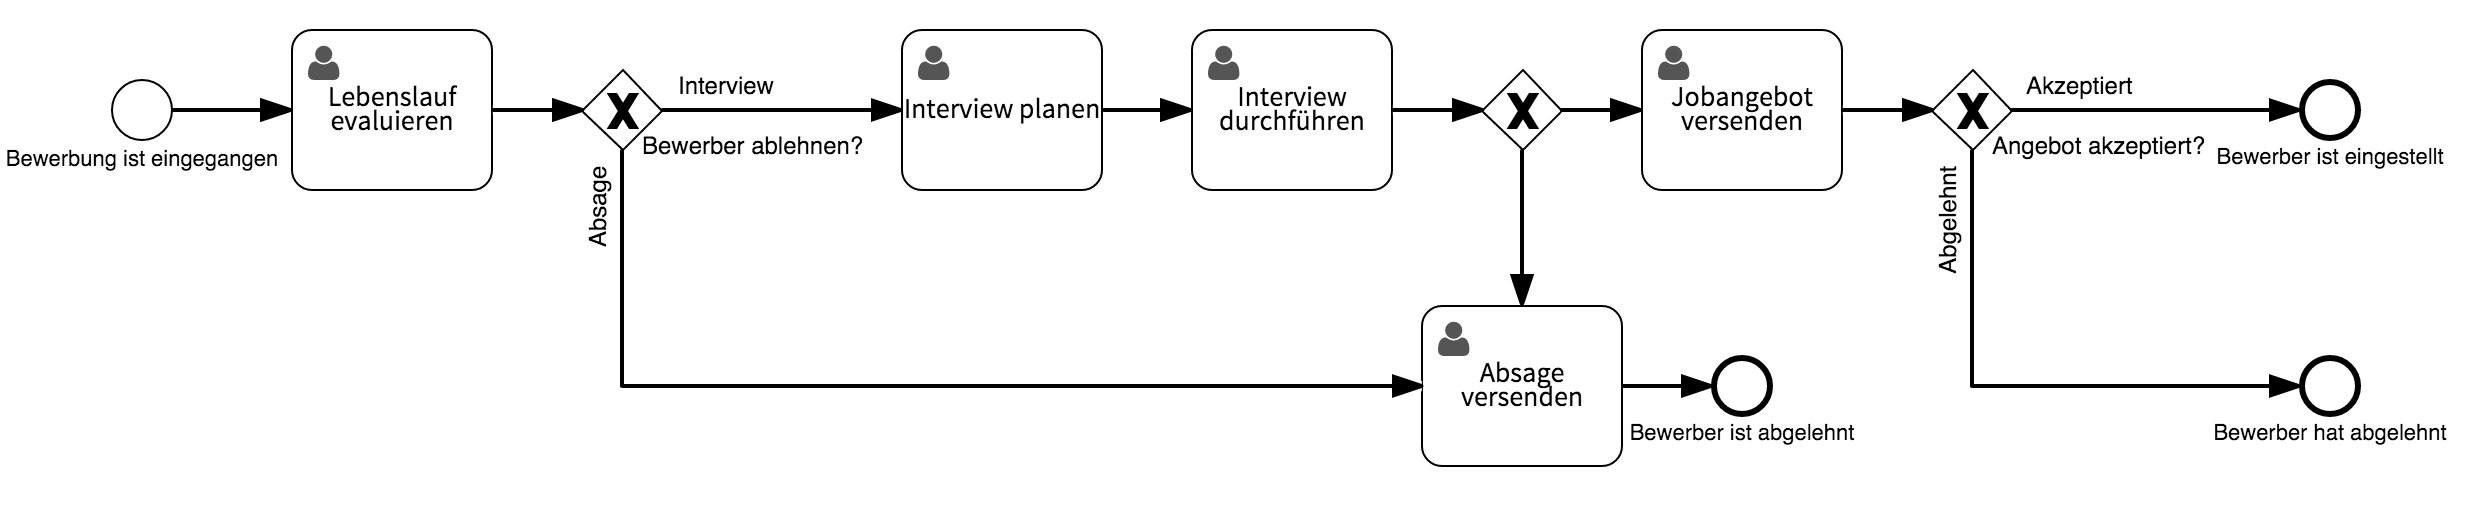 Bewerbung ist eingegangen
Lebenslauf
evaluieren
X
Interview
Bewerber ablehnen?
Absage
Interview planen
Interview
durchführen
X
Jobangebot
versenden
X
Akzeptiert
Angebot akzeptiert?
Abgelehnt
Bewerber ist eingestellt
Absage
versenden
Bewerber ist abgelehnt
Bewerber hat abgelehnt